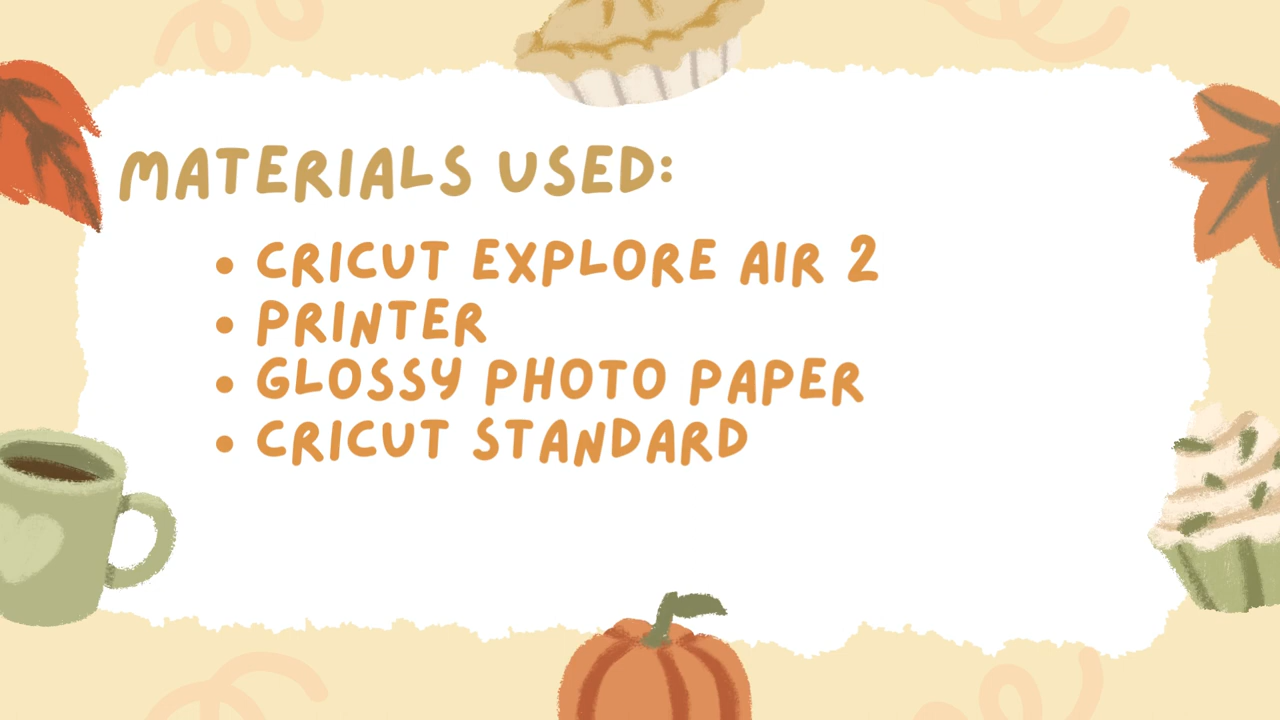 MATERIALS USED:
• CRICUT EXPLORE AIR 2
• PRINTER
• GLOSSY PHOTO PAPER
• CRICUT STANDARD